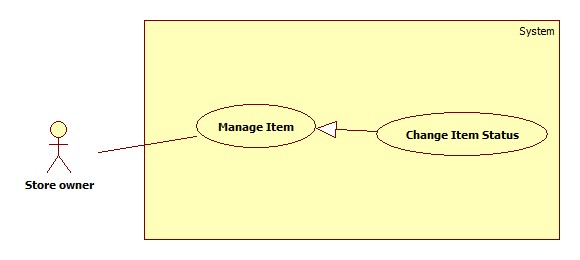 System
Manage Item
Change Item Status
Store owner